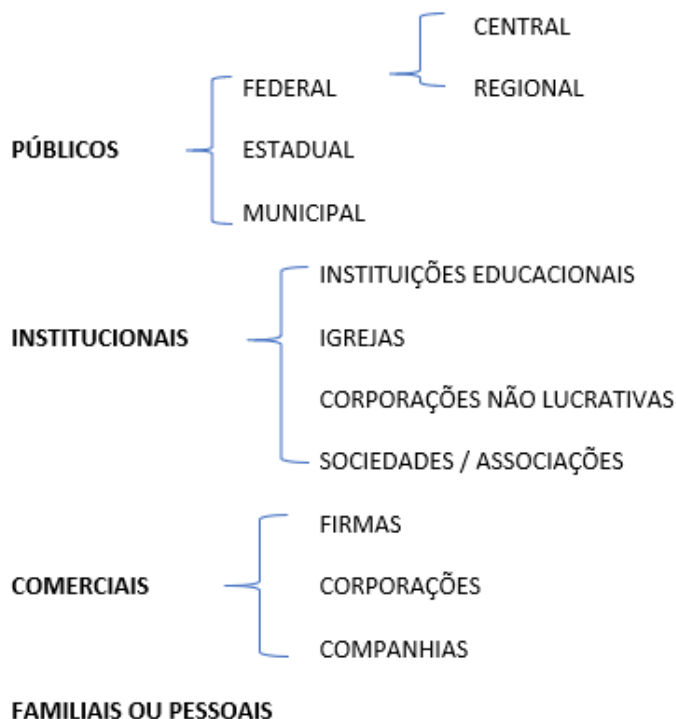 CENTRAL
FEDERAL
REGIONAL
PÚBLICOS
ESTADUAL
MUNICIPAL
INSTITUIÇÕES EDUCACIONAIS
INSTITUCIONAIS
IGREJAS
CORPORAÇÕES NÃO LUCRATIVAS
SOCIEDADES / ASSOCIAÇÕES
FIRMAS
COMERCIAIS
CORPORAÇÕES
COMPANHIAS
FAMILIAIS OU PESSOAIS